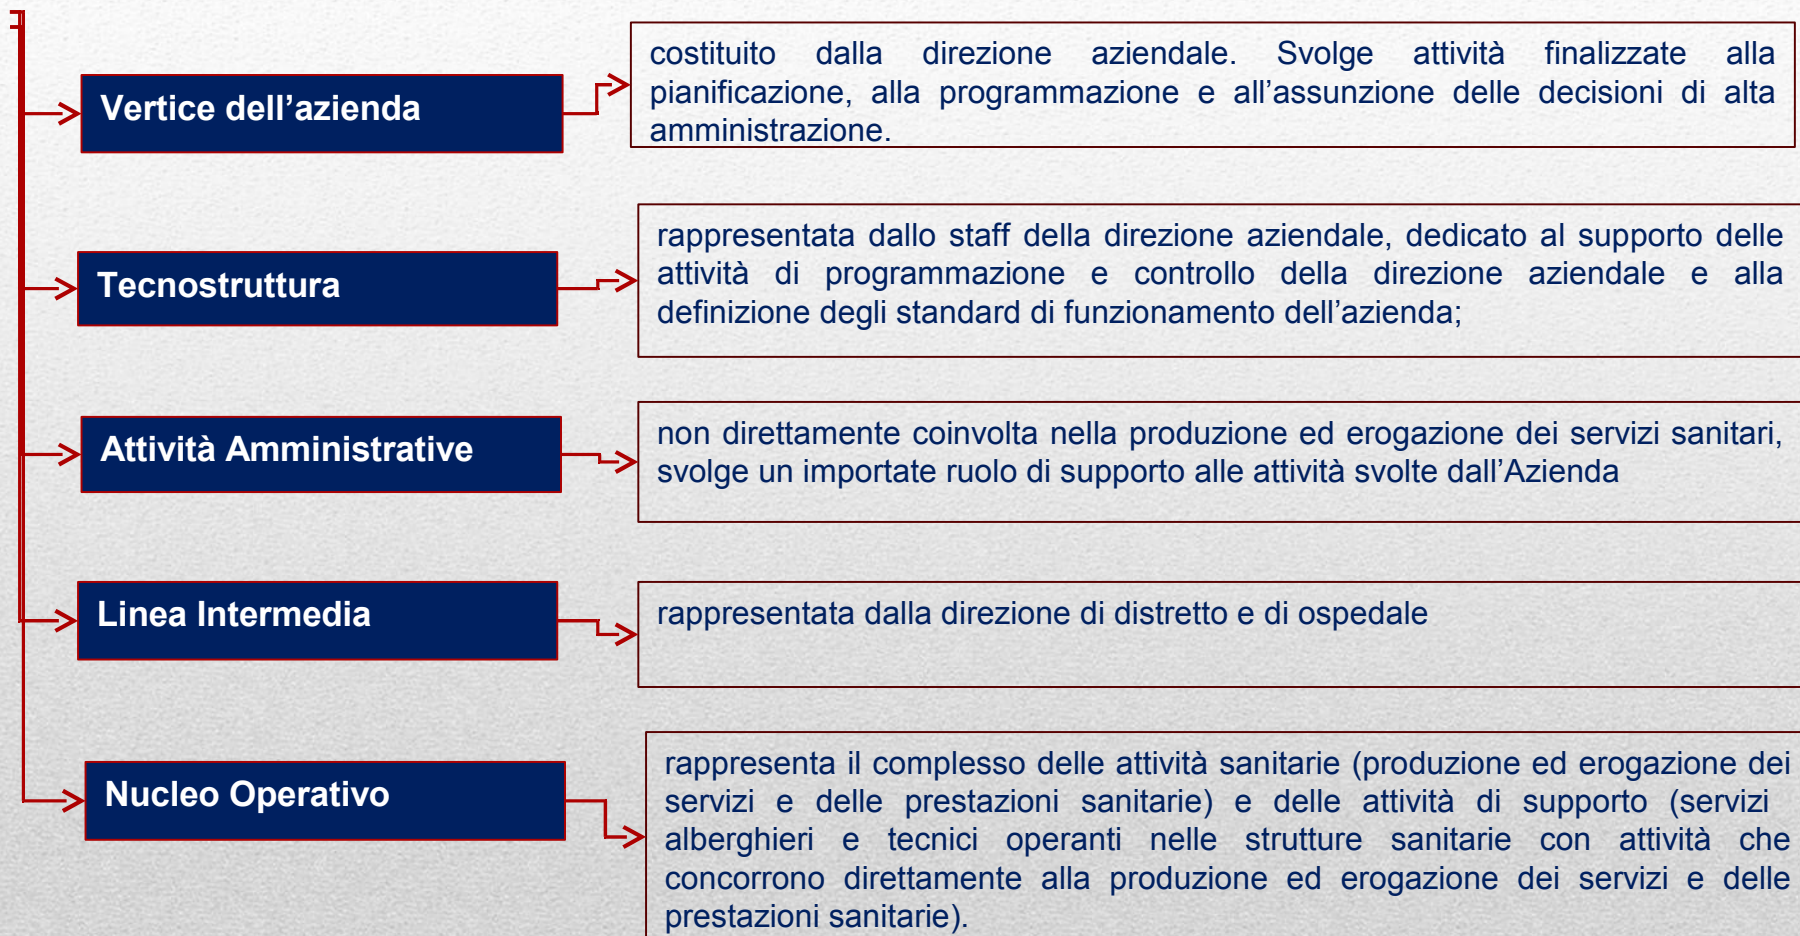 Vertice dell’azienda
costituito dalla direzione aziendale. Svolge attività finalizzate alla
pianificazione, alla programmazione e all’assunzione delle decisioni di alta
amministrazione.
Tecnostruttura
rappresentata dallo staff della direzione aziendale, dedicato al supporto delle
attività di programmazione e controllo della direzione aziendale e alla
definizione degli standard di funzionamento dell’azienda;
Attività Amministrative
non direttamente coinvolta nella produzione ed erogazione dei servizi sanitari,
svolge un importate ruolo di supporto alle attività svolte dall’Azienda
Linea Intermedia
rappresentata dalla direzione di distretto e di ospedale
Nucleo Operativo
rappresenta il complesso delle attività sanitarie (produzione ed erogazione dei
servizi e delle prestazioni sanitarie) e delle attività di supporto (servizi
alberghieri e tecnici operanti nelle strutture sanitarie con attività che
concorrono direttamente alla produzione ed erogazione dei servizi e delle
prestazioni sanitarie).